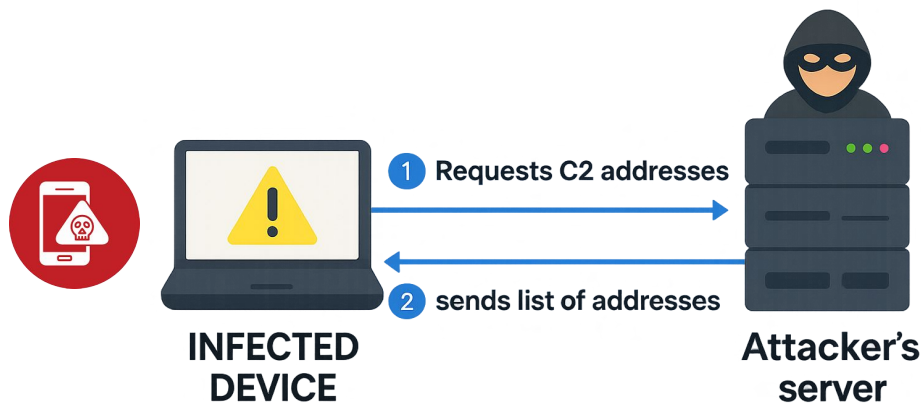 1 Requests C2 addresses
2 sends list of addresses
INFECTED
DEVICE
Attacker's
server